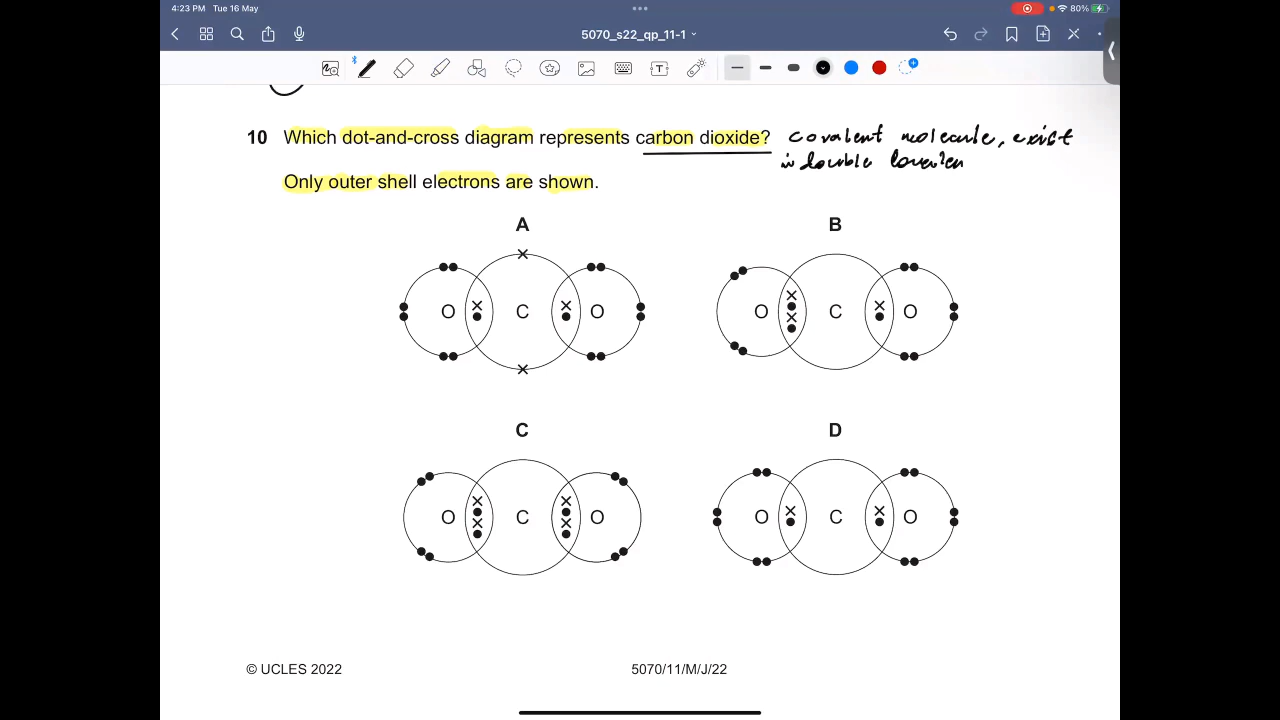 4:23 PM Tue 16 May
80%
5070_s22_qp_11-1
10 Which dot-and-cross diagram represents carbon dioxide? covalent molecule, exist
in double
Only outer shell electrons are shown.
A B
O C O O C O
C D
O C O O C O
© UCLES 2022 5070/11/M/J/22